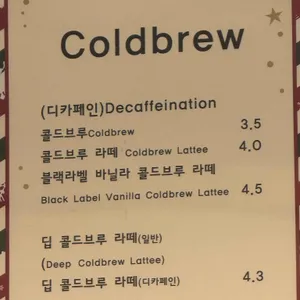 Coldbrew
(디카페인)Decaffeination
콜드브루Coldbrew 3.5
콜드브루 라떼 Coldbrew Lattee 4.0
블랙라벨 바닐라 콜드브루 라떼
Black Label Vanilla Coldbrew Lattee 4.5
딥 콜드브루 라떼(일반)
(Deep Coldbrew Lattee)
딥 콜드브루 라떼(디카페인) 4.3